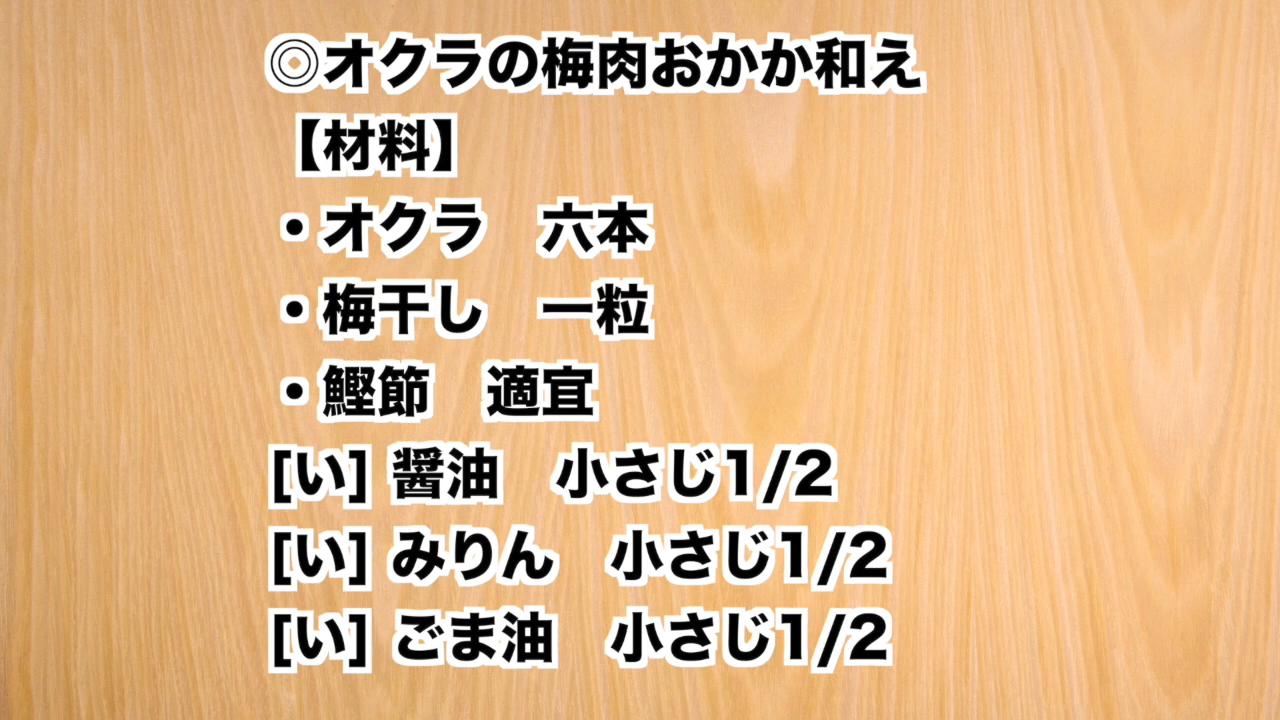 ◎オクラの梅肉おかか和え
【材料】
・オクラ　六本
・梅干し　一粒
・鰹節　適宜
[い] 醤油　小さじ1/2
[い] みりん　小さじ1/2
[い] ごま油　小さじ1/2